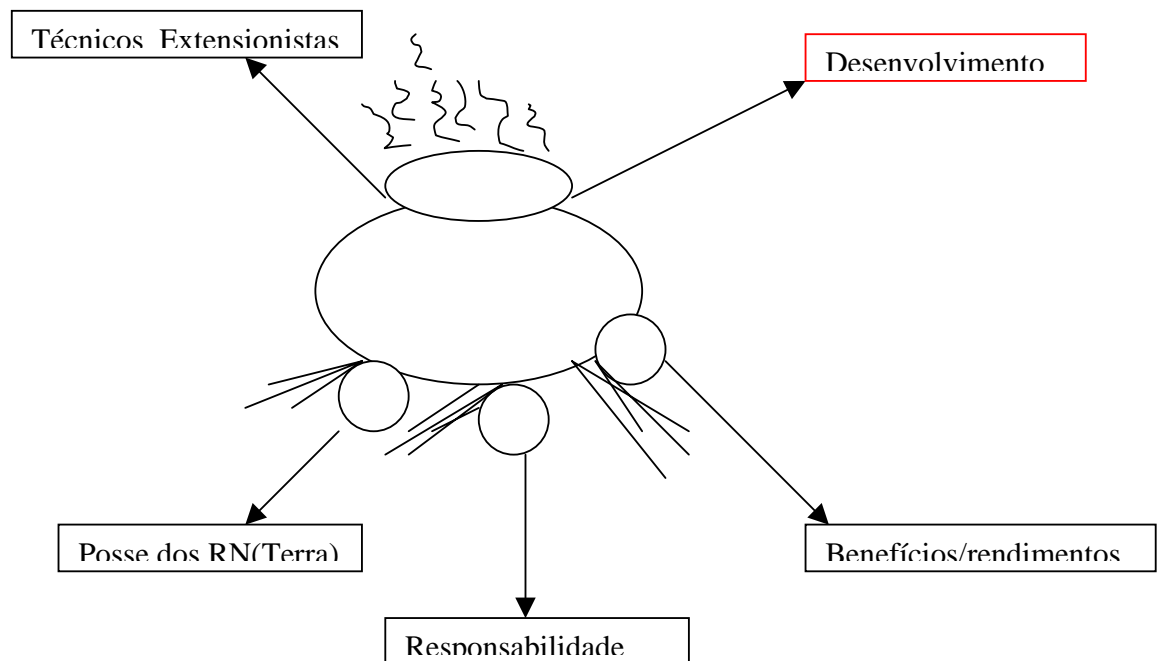 Técnicos Extensionistas
Desenvolvimento
Posse dos RN(Terra)
Benefícios/rendimentos
Responsabilidade